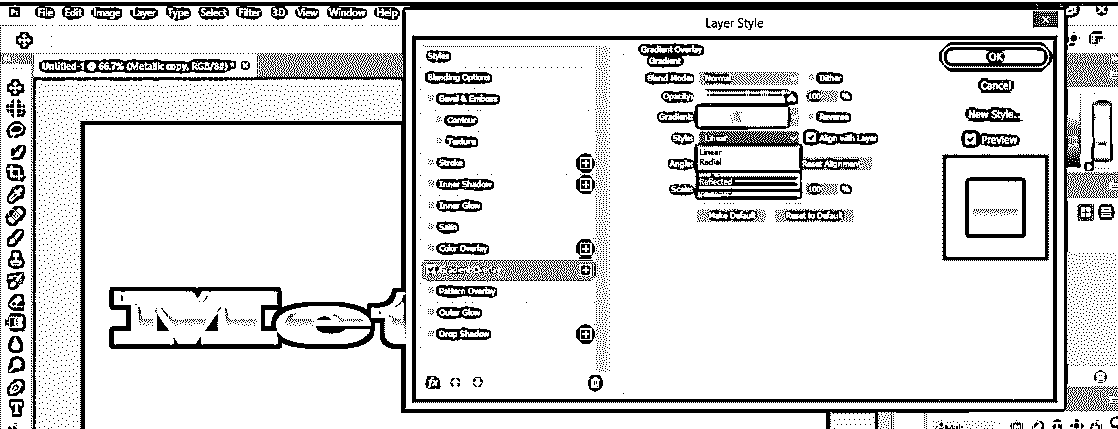 Ps File Edit Image Layer Type Select Filter 3D View Window Help
Layer Style
Untitled-1 @ 66.7% (Metallic copy, RGB/8#) *
Styles
Blending Options
Bevel & Emboss
Contour
Texture
Stroke
Inner Shadow
Inner Glow
Satin
Color Overlay
Pattern Overlay
Outer Glow
Drop Shadow
fx
Gradient Overlay
Gradient
Blend Mode: Normal
Dither
Opacity: 100 %
Gradient:
Reverse
Style: Linear
Align with Layer
Linear
Radial
Reflected
Angle:
Reset Alignment
Scale: 100 %
Make Default
Reset to Default
OK
Cancel
New Style...
Preview
Met
T